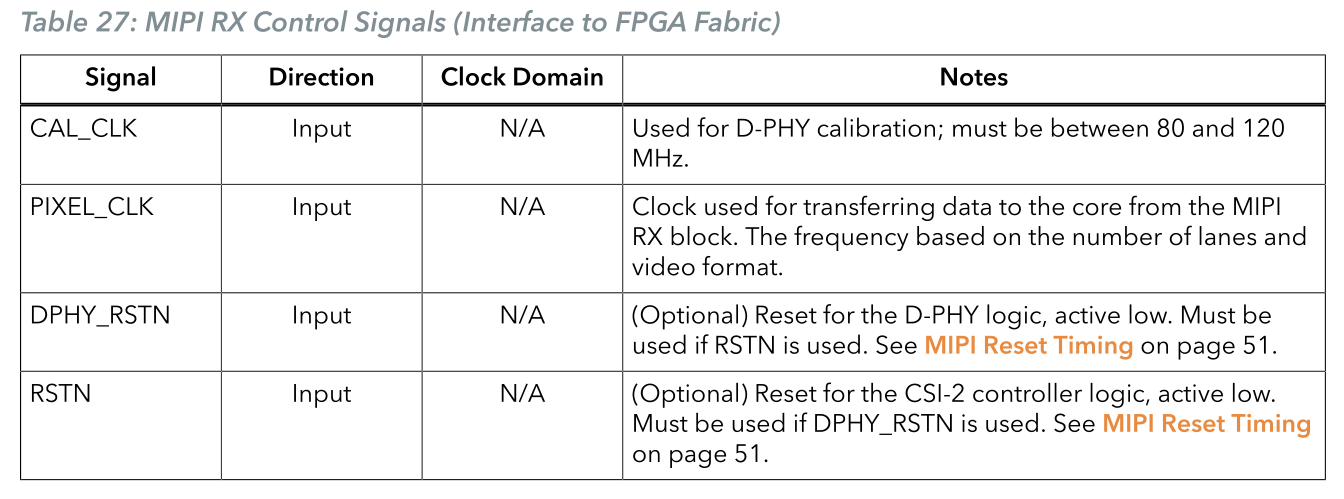 Table 27: MIPI RX Control Signals (Interface to FPGA Fabric)
Signal Direction Clock Domain Notes
CAL_CLK Input N/A Used for D-PHY calibration; must be between 80 and 120
MHz.
PIXEL_CLK Input N/A Clock used for transferring data to the core from the MIPI
RX block. The frequency based on the number of lanes and
video format.
DPHY_RSTN Input N/A (Optional) Reset for the D-PHY logic, active low. Must be
used if RSTN is used. See MIPI Reset Timing on page 51.
RSTN Input N/A (Optional) Reset for the CSI-2 controller logic, active low.
Must be used if DPHY_RSTN is used. See MIPI Reset Timing
on page 51.